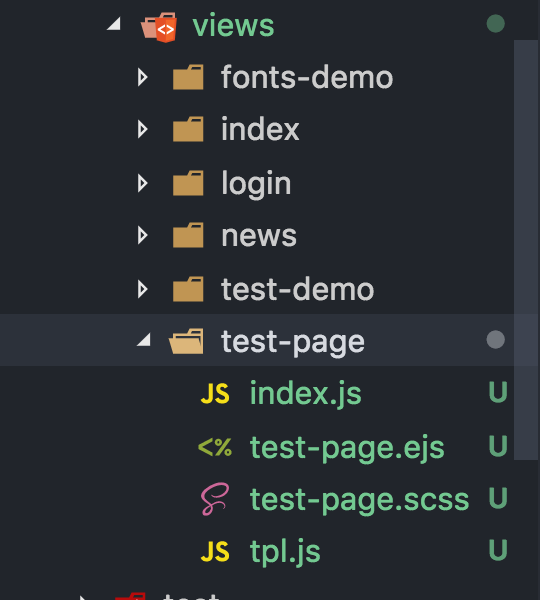 views
fonts-demo
index
login
news
test-demo
test-page
JS index.js U
<% test-page.ejs U
test-page.scss U
JS tpl.js U